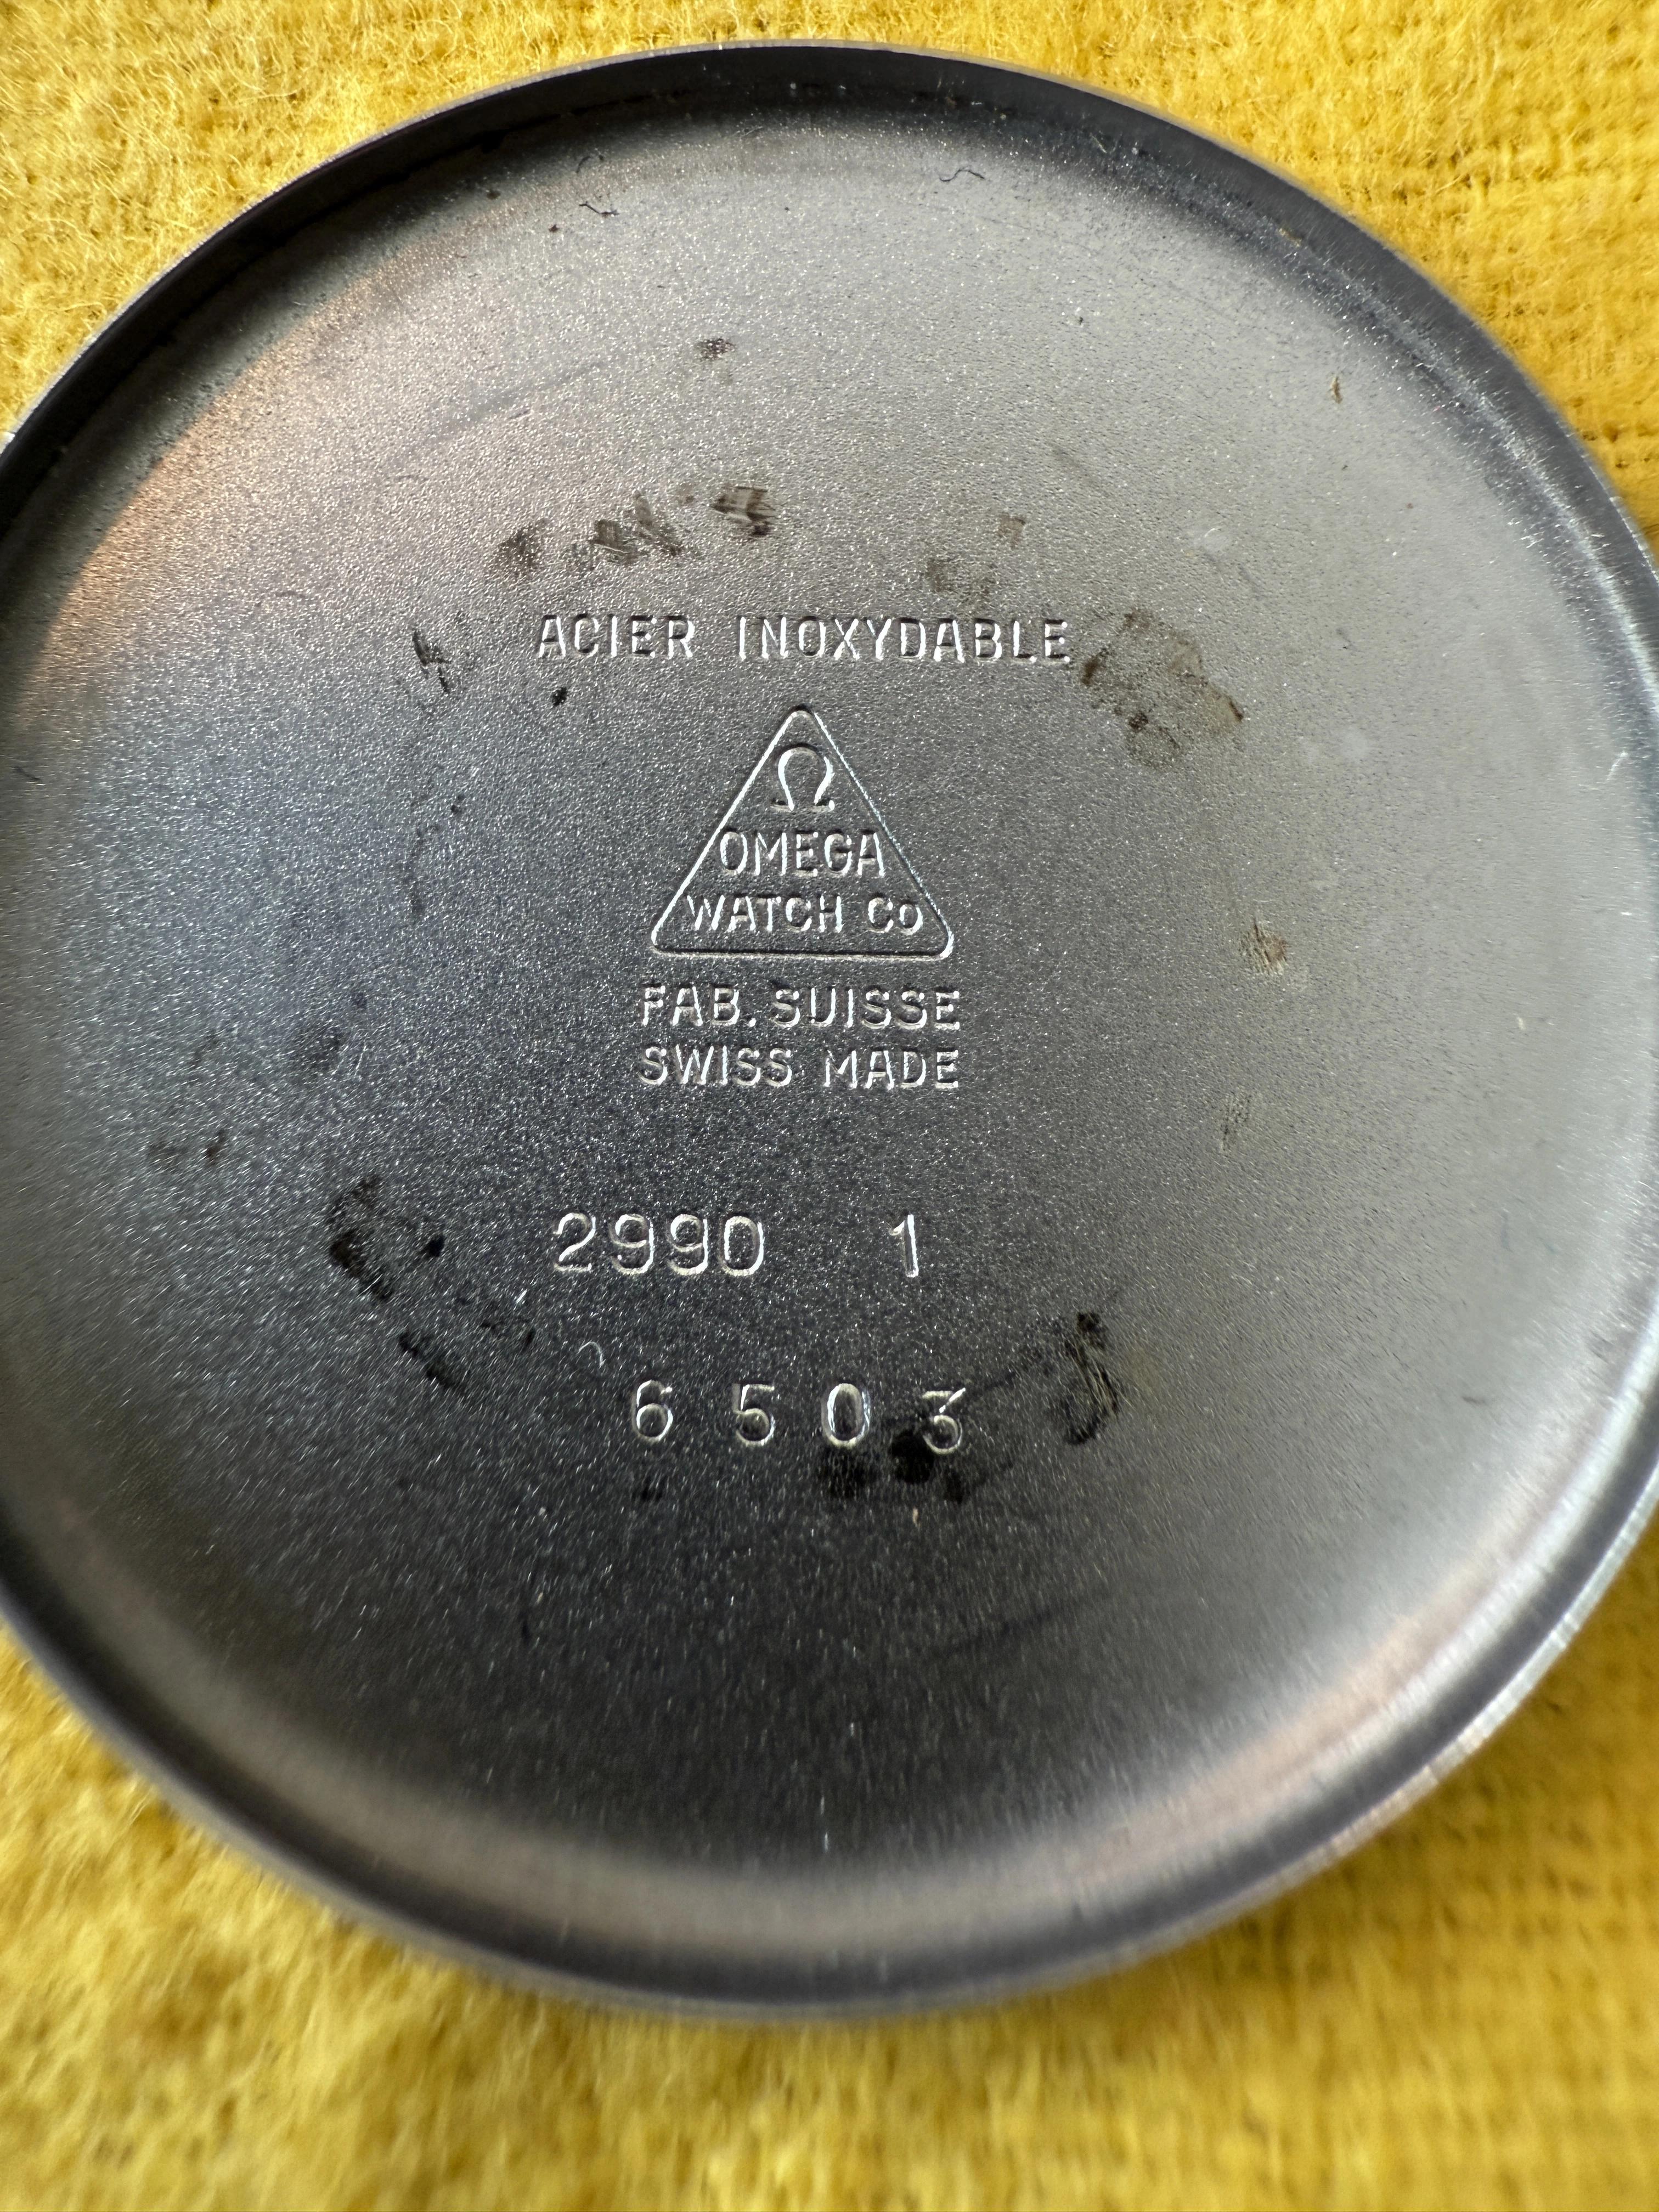 ACIER INOXYDABLE
Ω
OMEGA
WATCH Co
FAB. SUISSE
SWISS MADE
2990 1
6503